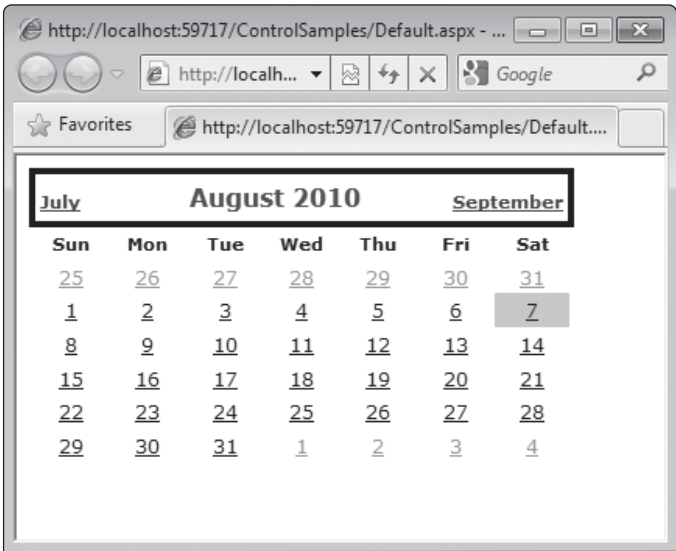 http://localhost:59717/ControlSamples/Default.aspx - ...
http://localh...
Google
Favorites
http://localhost:59717/ControlSamples/Default....
July August 2010 September
Sun Mon Tue Wed Thu Fri Sat
25 26 27 28 29 30 31
1 2 3 4 5 6 7
8 9 10 11 12 13 14
15 16 17 18 19 20 21
22 23 24 25 26 27 28
29 30 31 1 2 3 4